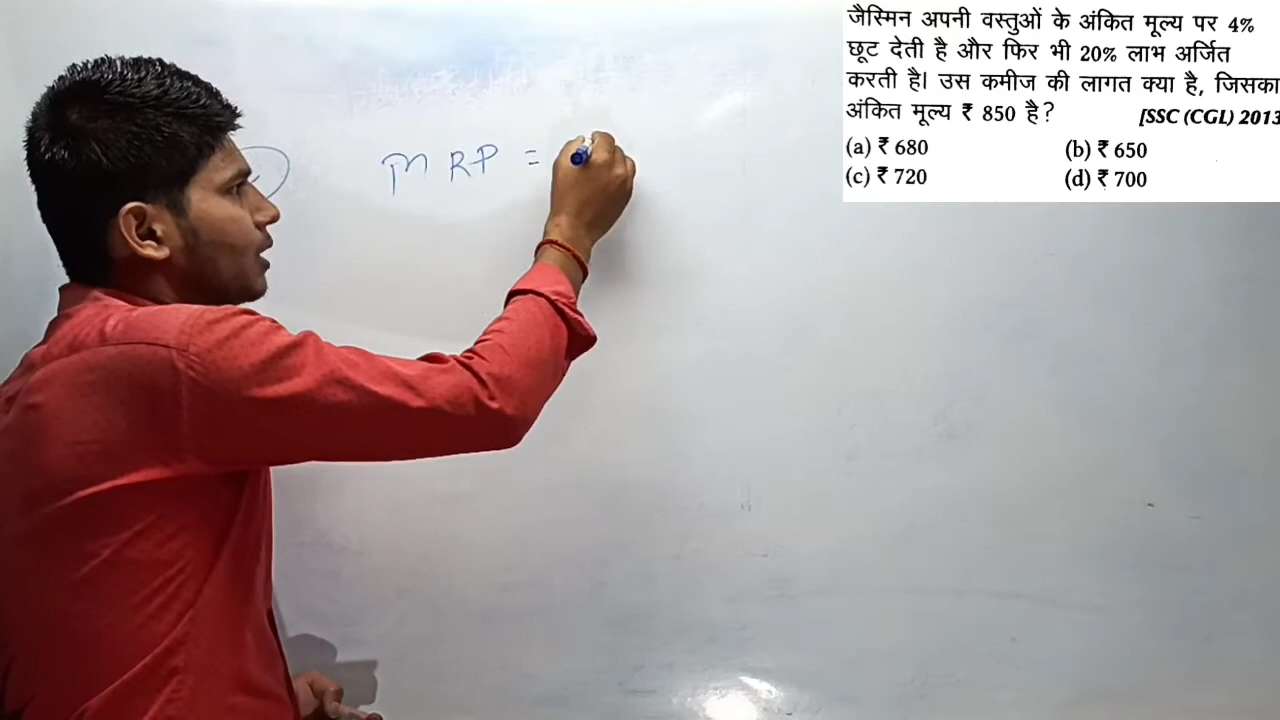 जैस्मिन अपनी वस्तुओं के अंकित मूल्य पर 4%
छूट देती है और फिर भी 20% लाभ अर्जित
करती है। उस कमीज की लागत क्या है, जिसका
अंकित मूल्य ₹ 850 है? [SSC (CGL) 2013
(a) ₹ 680 (b) ₹ 650
(c) ₹ 720 (d) ₹ 700
MRP =